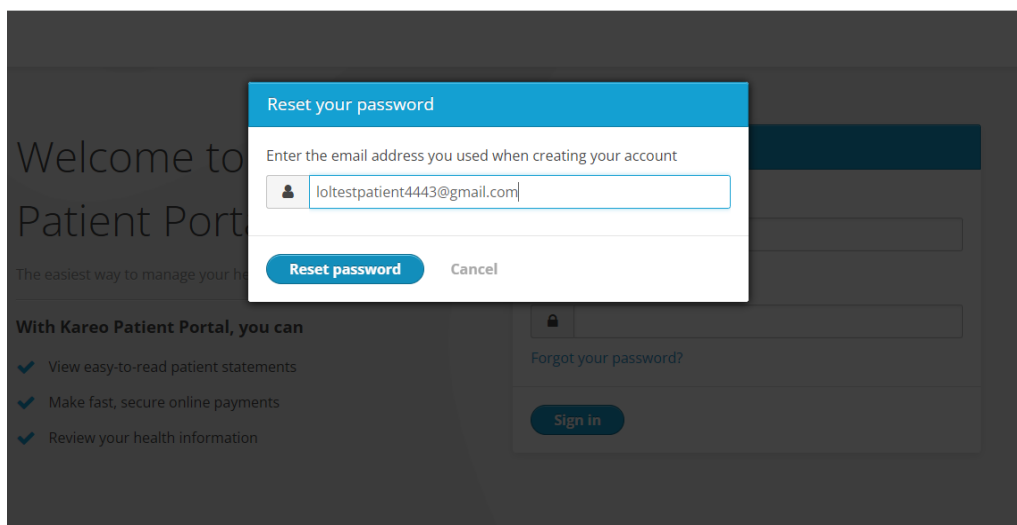 Reset your password
Enter the email address you used when creating your account
loltestpatient4443@gmail.com
Reset password Cancel
Welcome to
Patient Port
The easiest way to manage your he
With Kareo Patient Portal, you can
View easy-to-read patient statements
Make fast, secure online payments
Review your health information
Forgot your password?
Sign in